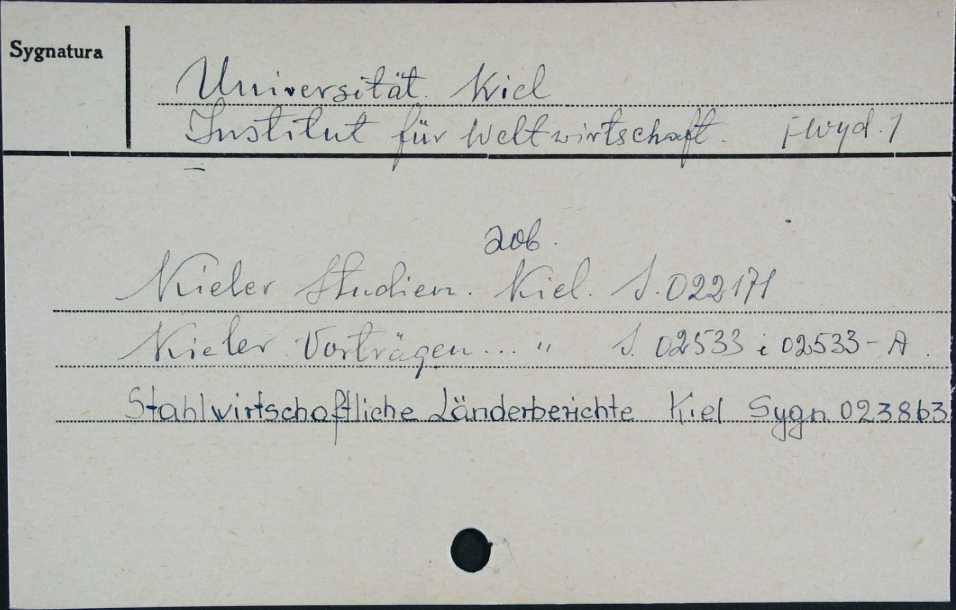 Sygnatura
Universität Kiel
Institut für Weltwirtschaft. j-wyd. 1
zob.
Kieler Studien. Kiel. S. 022171
Kieler Vorträgen... " S. 02533 i 02533-A.
Stahlwirtschaftliche Länderberichte Kiel Sygn. 023863